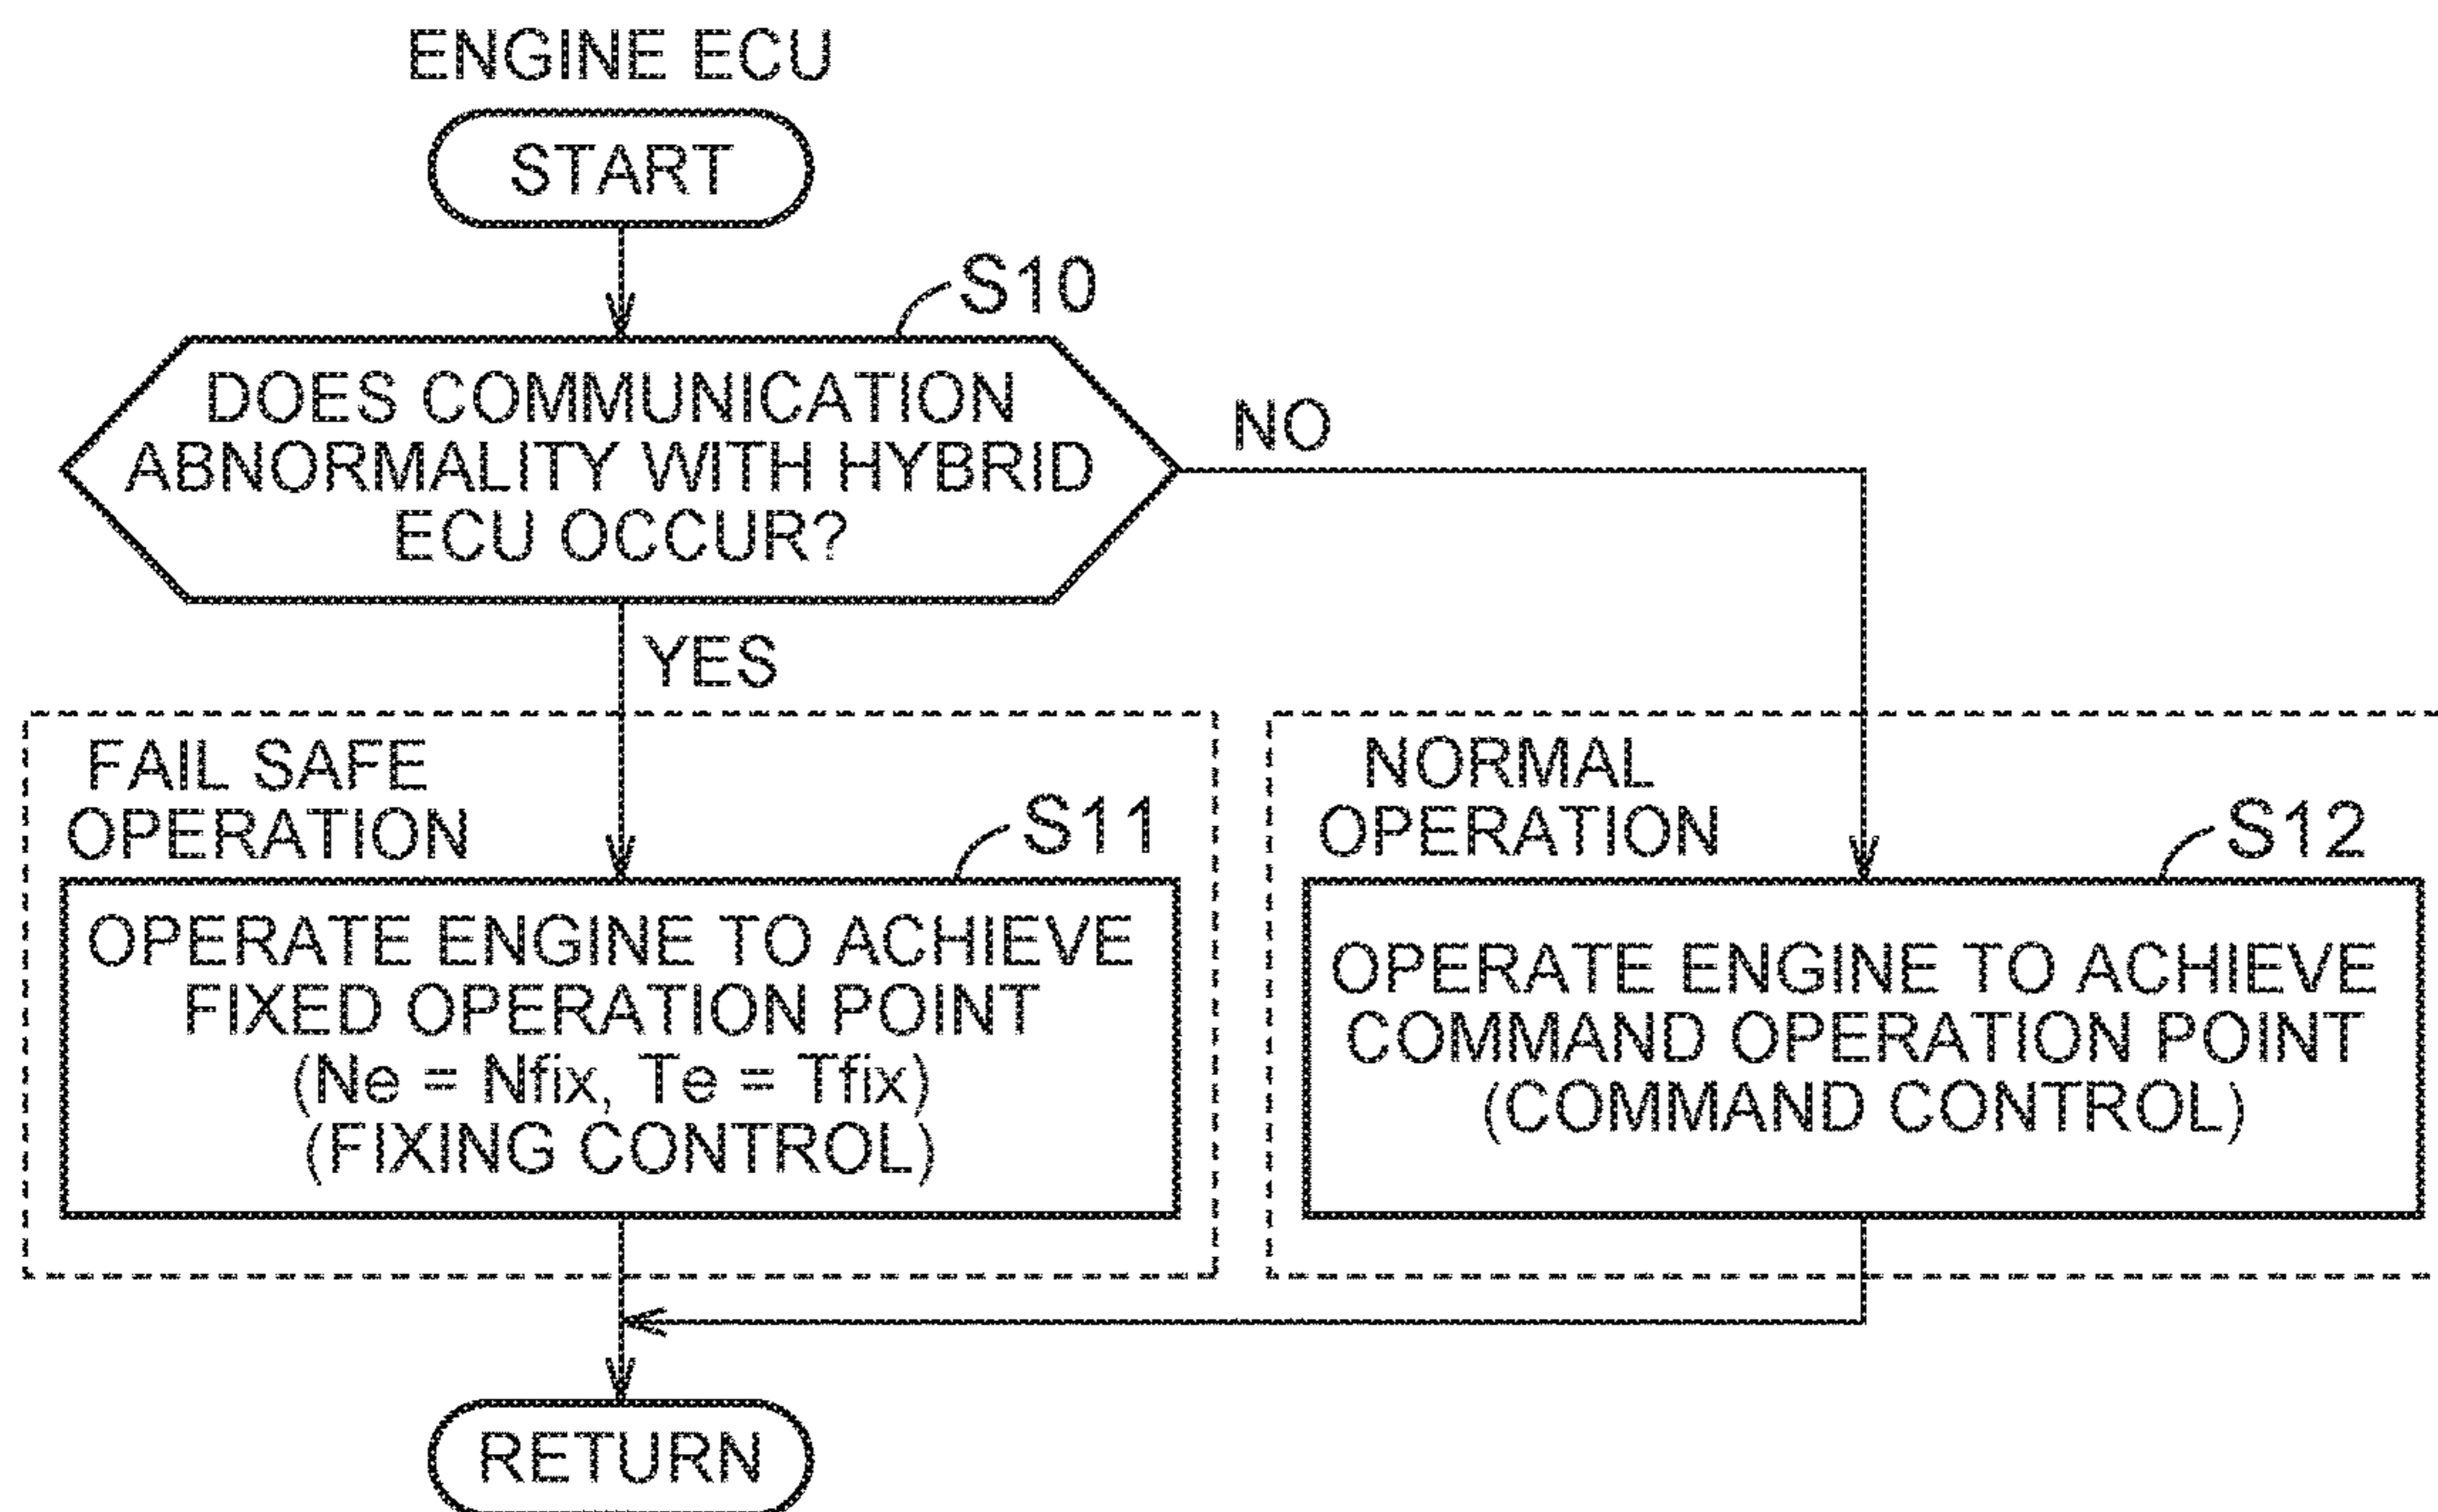 ENGINE ECU
START
S10
DOES COMMUNICATION
ABNORMALITY WITH HYBRID
ECU OCCUR?
NO
YES
FAIL SAFE
OPERATION
S11
OPERATE ENGINE TO ACHIEVE
FIXED OPERATION POINT
(Ne = Nfix, Te = Tfix)
(FIXING CONTROL)
NORMAL
OPERATION
S12
OPERATE ENGINE TO ACHIEVE
COMMAND OPERATION POINT
(COMMAND CONTROL)
RETURN